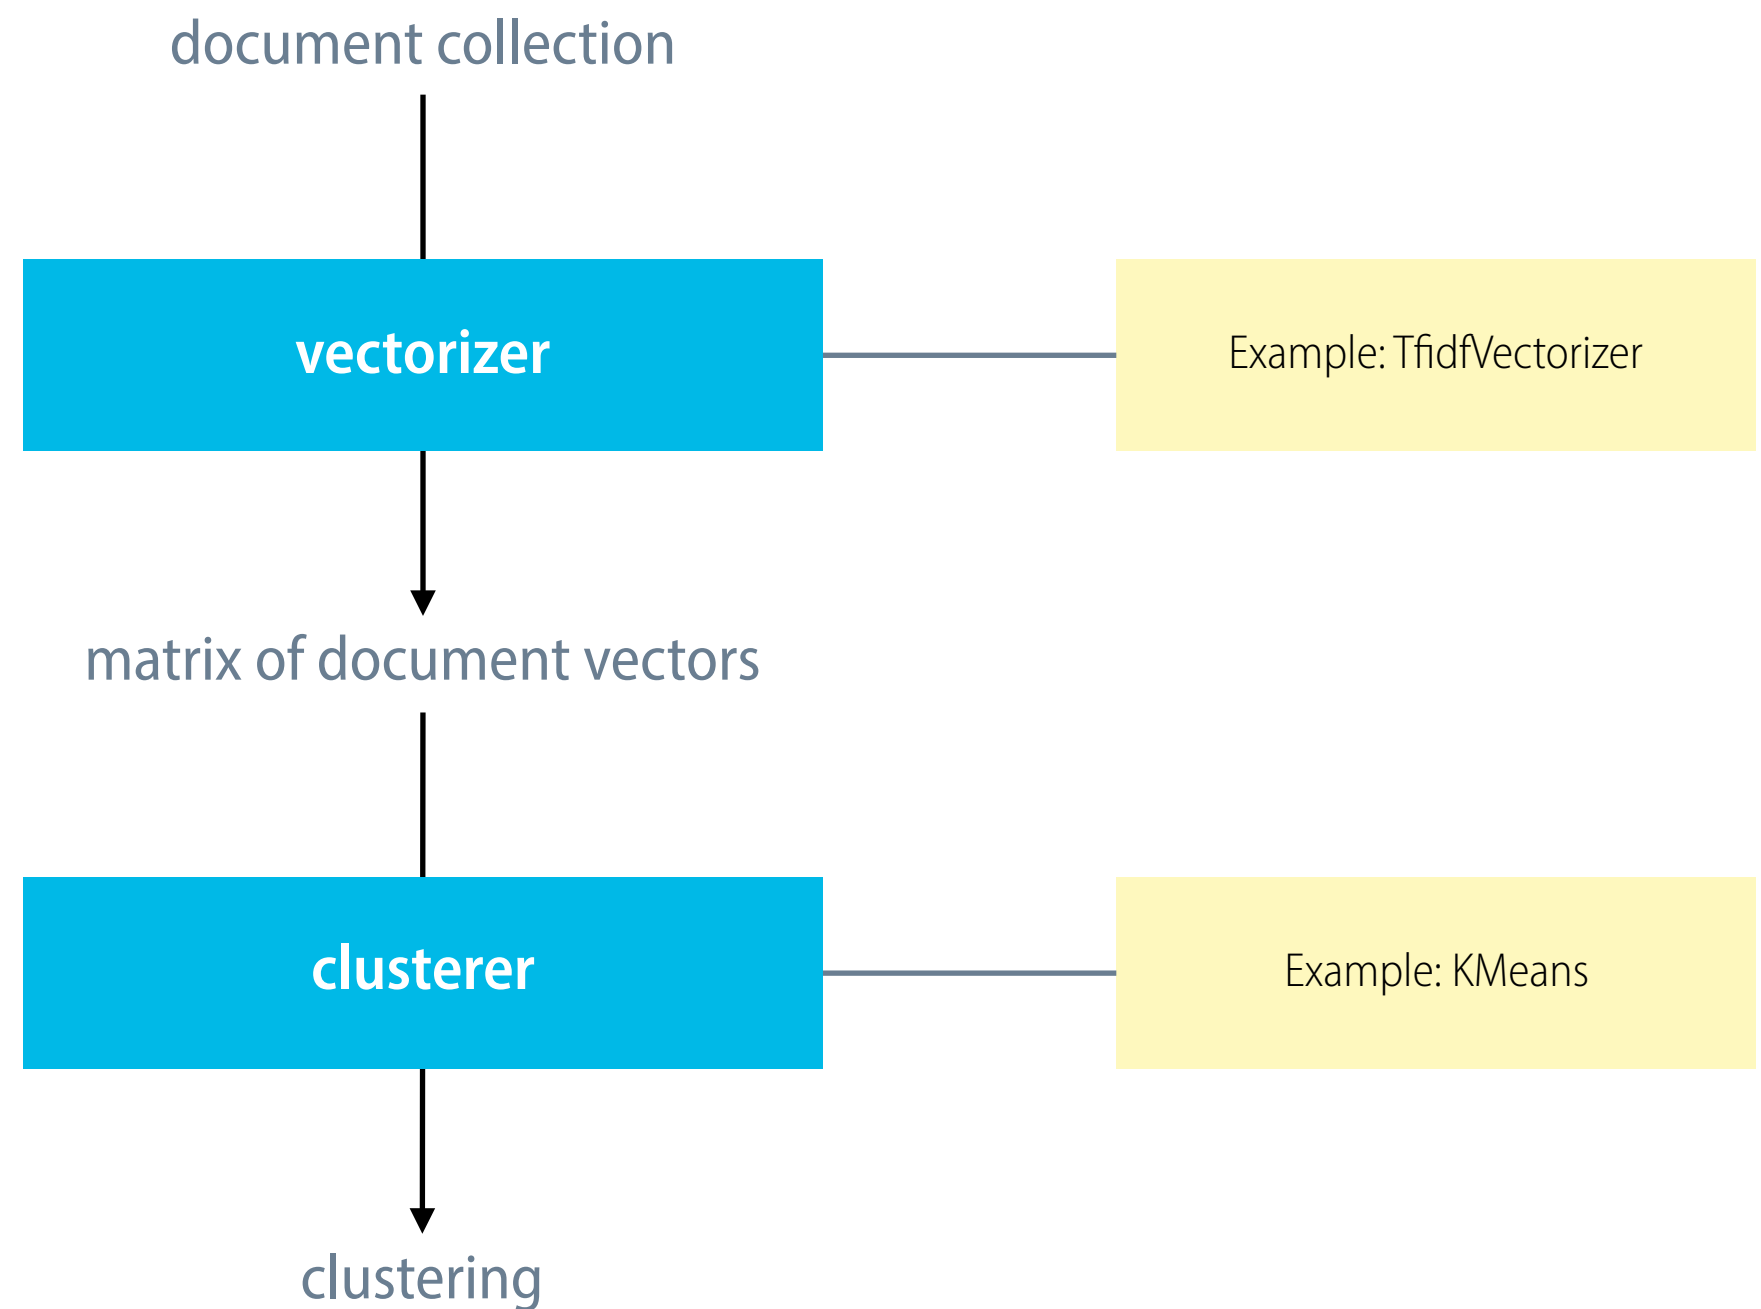 document collection
vectorizer
Example: TfidfVectorizer
matrix of document vectors
clusterer
Example: KMeans
clustering